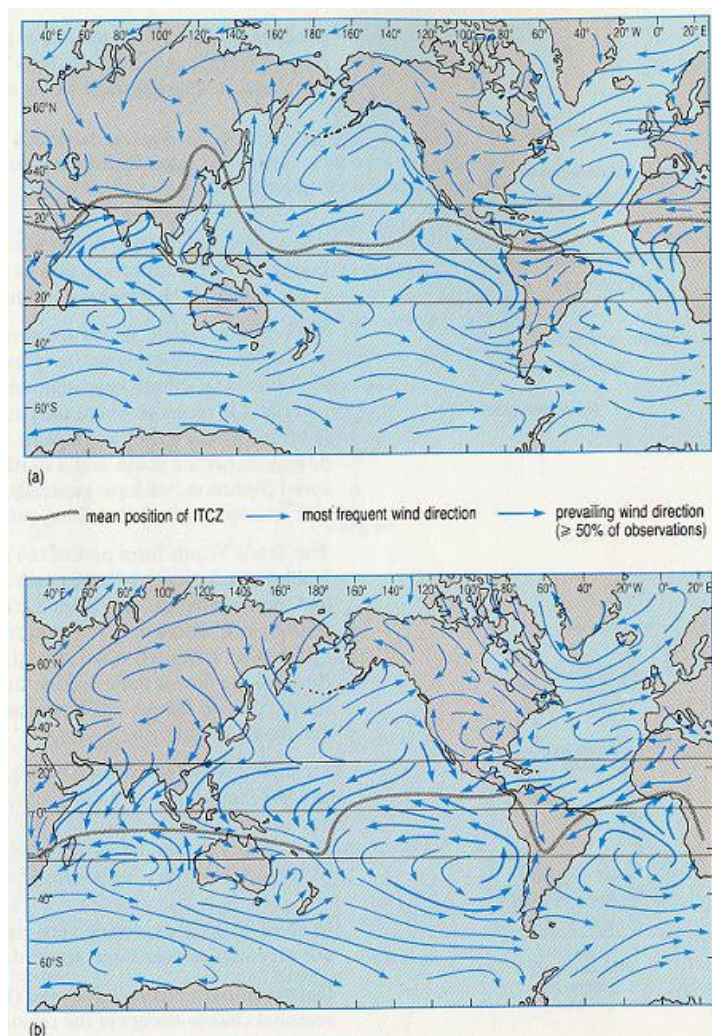 40° E 60° 80° 100° 120° 140° 160° 180° 160° 140° 120° 100° 80° 60° 40° 20° W 0° 20° E
60°N
40°
20°
0°
20°
40°
60°S
(a)
mean position of ITCZ
most frequent wind direction
prevailing wind direction
(≥ 50% of observations)
40° E 60° 80° 100° 120° 140° 160° 180° 160° 140° 120° 100° 80° 60° 40° 20° W 0° 20° E
60°N
40°
20°
0°
20°
40°
60°S
(b)